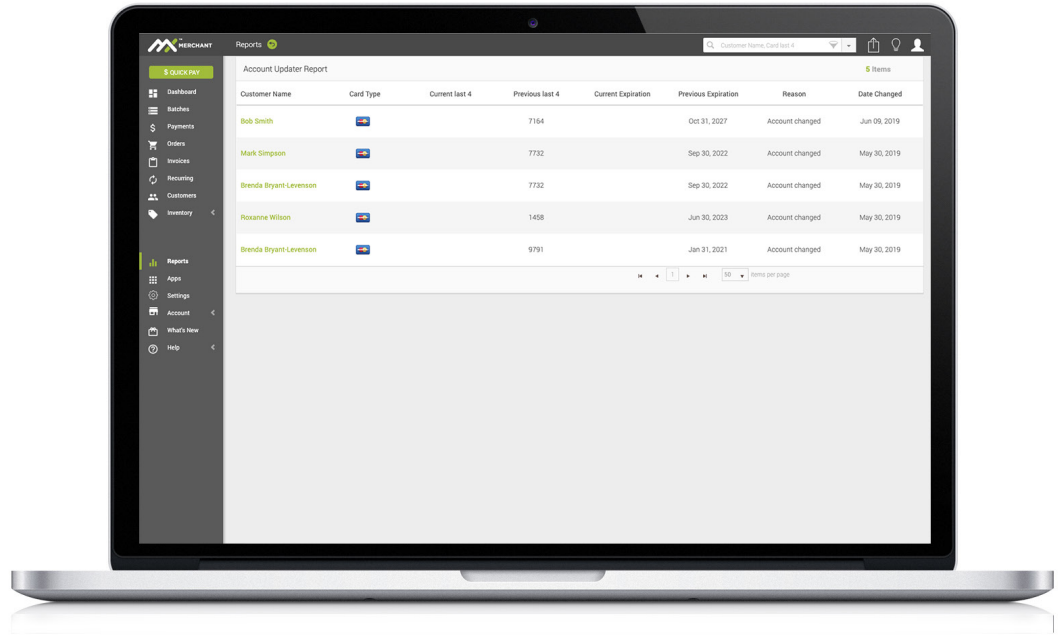 MX™ MERCHANT
Reports
Customer Name, Card last 4
$ QUICK PAY
Dashboard
Batches
Payments
Orders
Invoices
Recurring
Customers
Inventory
Reports
Apps
Settings
Account
What's New
Help
Account Updater Report 5 Items
Customer Name Card Type Current last 4 Previous last 4 Current Expiration Previous Expiration Reason Date Changed
Bob Smith 7164 Oct 31, 2027 Account changed Jun 09, 2019
Mark Simpson 7732 Sep 30, 2022 Account changed May 30, 2019
Brenda Bryant-Levenson 7732 Sep 30, 2022 Account changed May 30, 2019
Roxanne Wilson 1458 Jun 30, 2023 Account changed May 30, 2019
Brenda Bryant-Levenson 9791 Jan 31, 2021 Account changed May 30, 2019
1 50 items per page